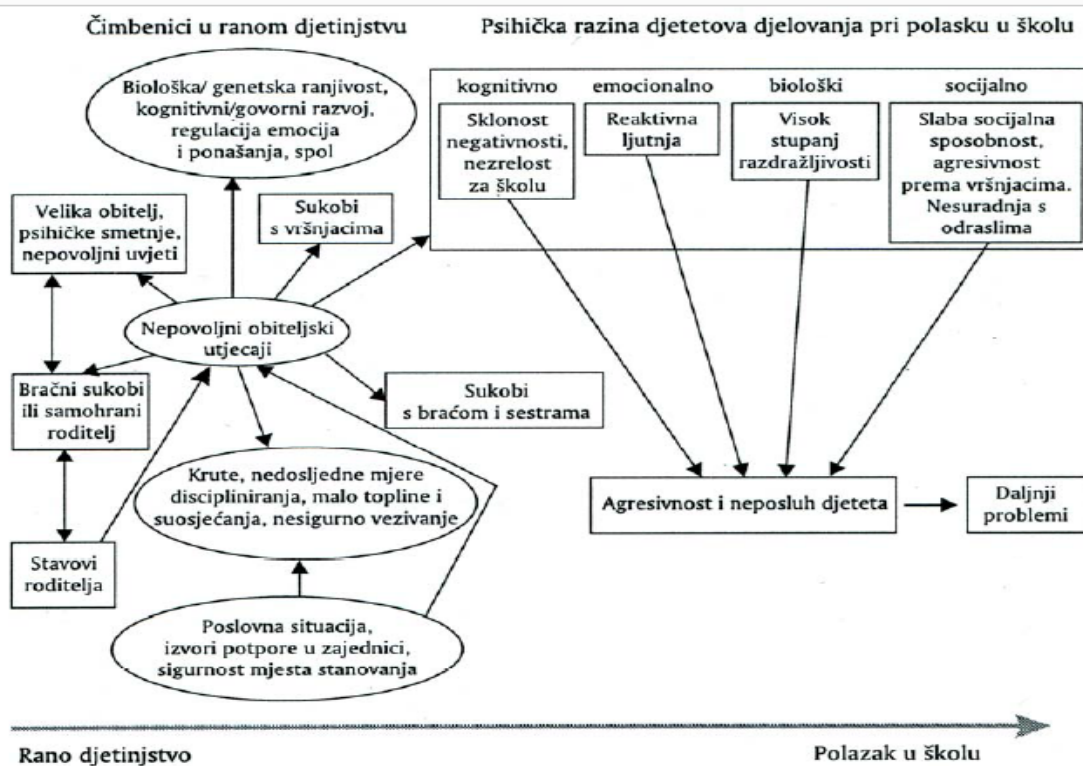 Čimbenici u ranom djetinjstvu
Psihička razina djetetova djelovanja pri polasku u školu
Biološka/ genetska ranjivost,
kognitivni/govorni razvoj,
regulacija emocija
i ponašanja, spol
kognitivno
Sklonost
negativnosti,
nezrelost
za školu
emocionalno
Reaktivna
ljutnja
biološki
Visok
stupanj
razdražljivosti
socijalno
Slaba socijalna
sposobnost,
agresivnost
prema vršnjacima.
Nesuradnja s
odraslima
Velika obitelj,
psihičke smetnje,
nepovoljni uvjeti
Sukobi
s vršnjacima
Nepovoljni obiteljski
utjecaji
Bračni sukobi
ili samohrani
roditelj
Sukobi
s braćom i sestrama
Krute, nedosljedne mjere
discipliniranja, malo topline i
suosjećanja, nesigurno vezivanje
Agresivnost i neposluh djeteta
Daljnji
problemi
Stavovi
roditelja
Poslovna situacija,
izvori potpore u zajednici,
sigurnost mjesta stanovanja
Rano djetinjstvo
Polazak u školu